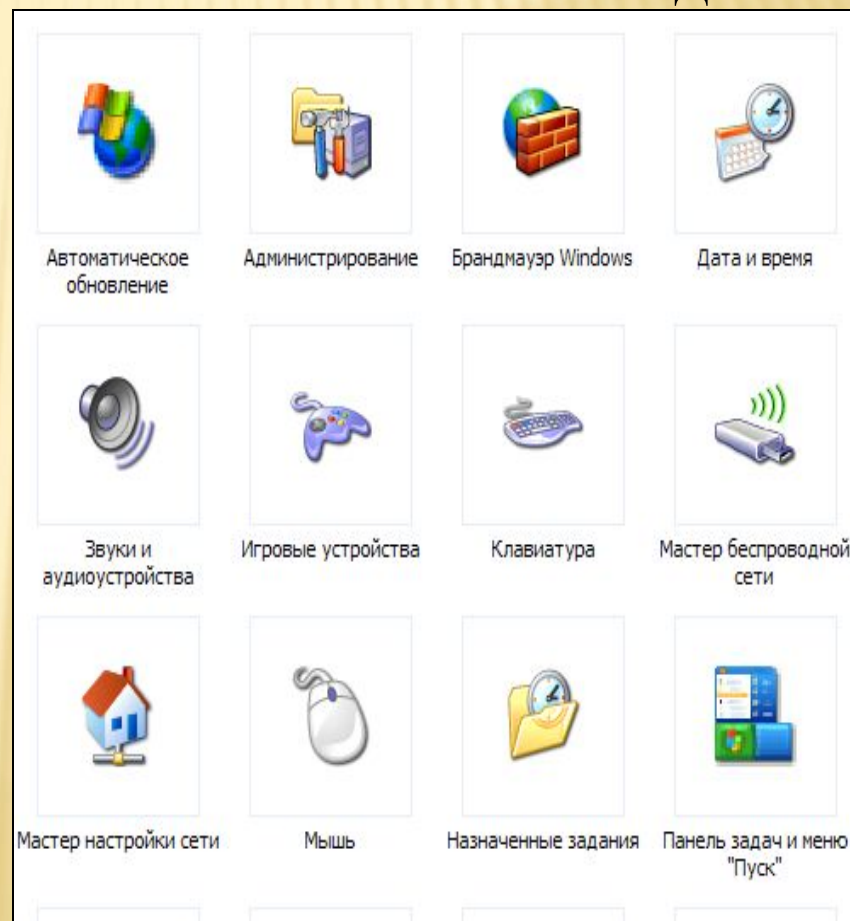 Автоматическое
обновление
Администрирование
Брандмауэр Windows
Дата и время
Звуки и
аудиоустройства
Игровые устройства
Клавиатура
Мастер беспроводной
сети
Мастер настройки сети
Мышь
Назначенные задания
Панель задач и меню
"Пуск"